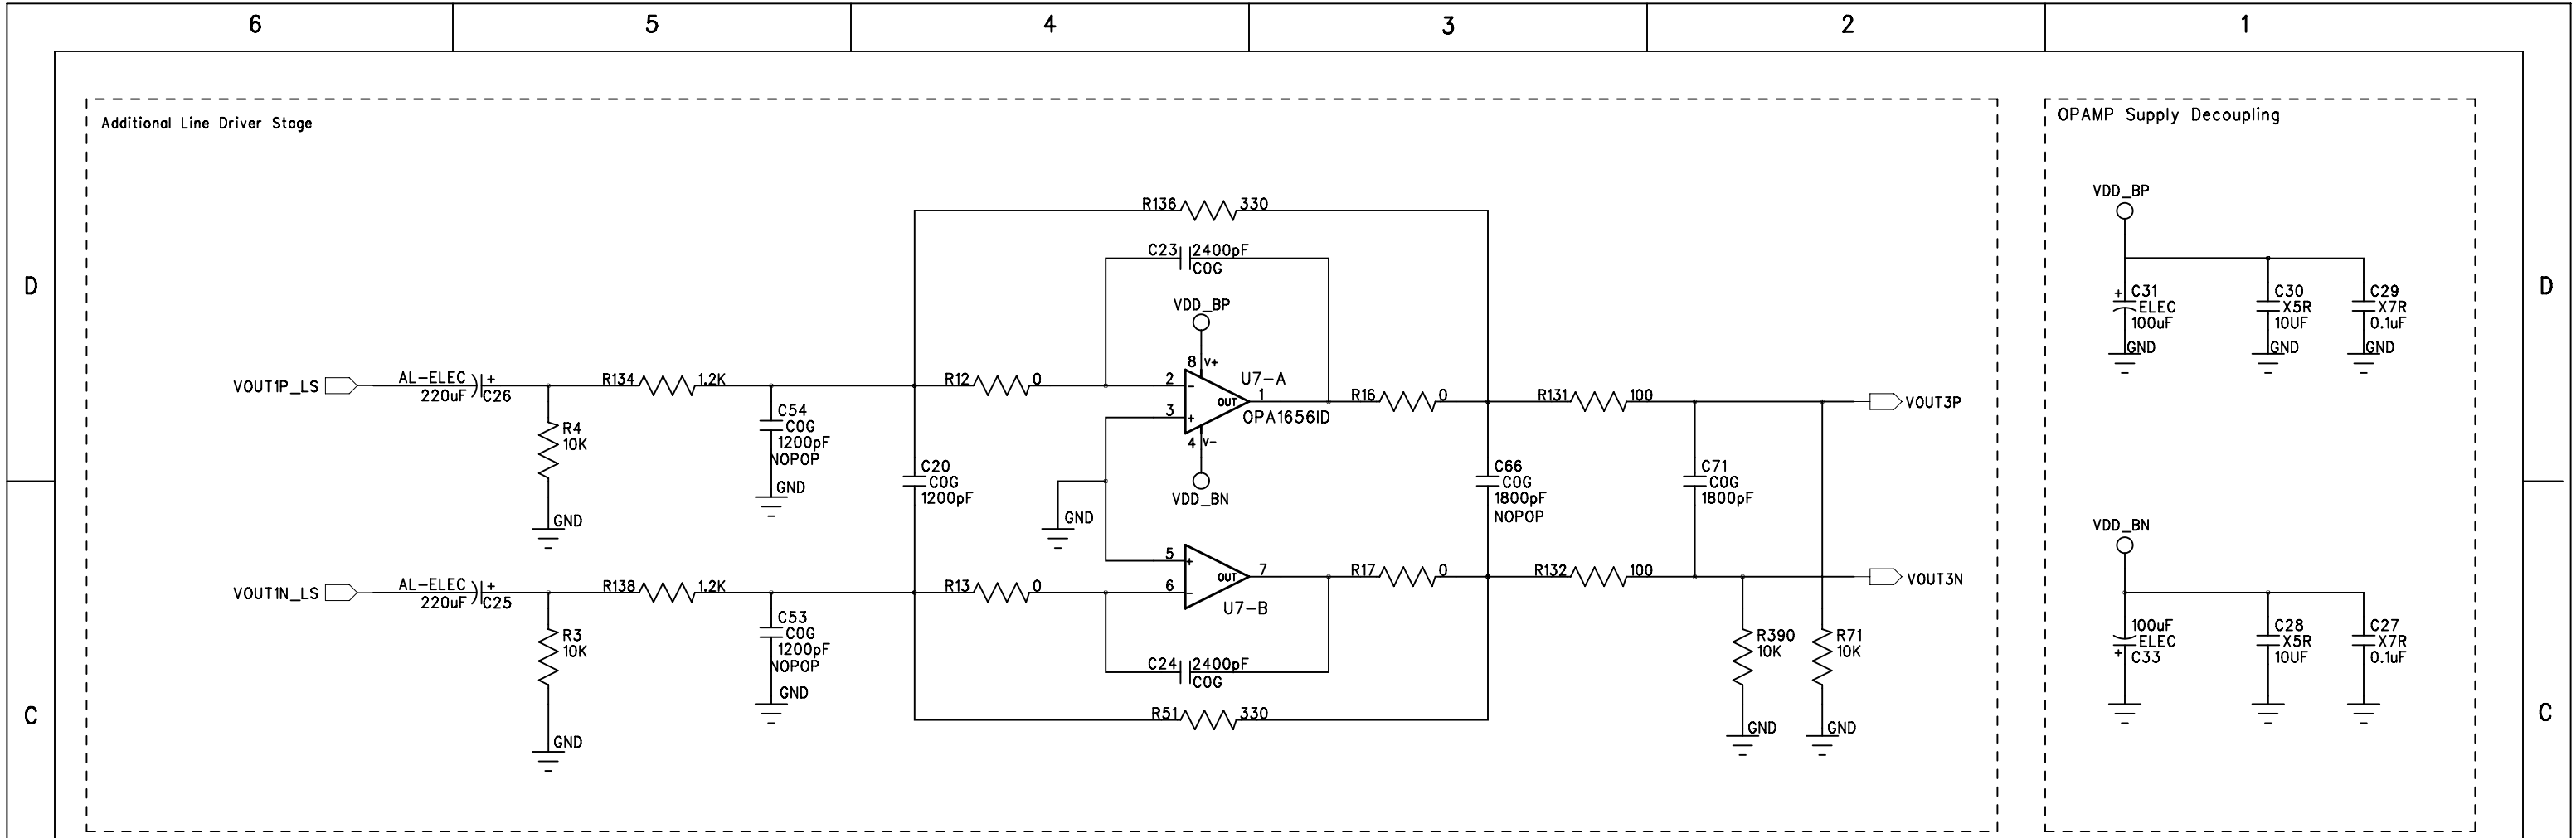 6 5 4 3 2 1
Additional Line Driver Stage
OPAMP Supply Decoupling
VDD_BP
R136 330
C23 2400pF
C0G
D
D
VDD_BP
C31
+ ELEC
100uF
GND
C30
X5R
10UF
GND
C29
X7R
0.1uF
GND
8 V+
VOUT1P_LS
AL-ELEC +
220uF C26
R134 1.2K
R12 0
2 -
3 +
U7-A
1
OUT
OPA1656ID
4 V-
R16 0
R131 100
VOUT3P
R4
10K
GND
C54
C0G
1200pF
NOPOP
GND
C20
C0G
1200pF
VDD_BN
GND
C66
C0G
1800pF
NOPOP
C71
C0G
1800pF
VDD_BN
5 +
6 -
OUT
7
U7-B
VOUT1N_LS
AL-ELEC +
220uF C25
R138 1.2K
R13 0
R17 0
R132 100
VOUT3N
R3
10K
GND
C53
C0G
1200pF
NOPOP
GND
C24 2400pF
C0G
R51 330
R390
10K
GND
R71
10K
GND
100uF
ELEC
+ C33
C28
X5R
10UF
C27
X7R
0.1uF
C
C